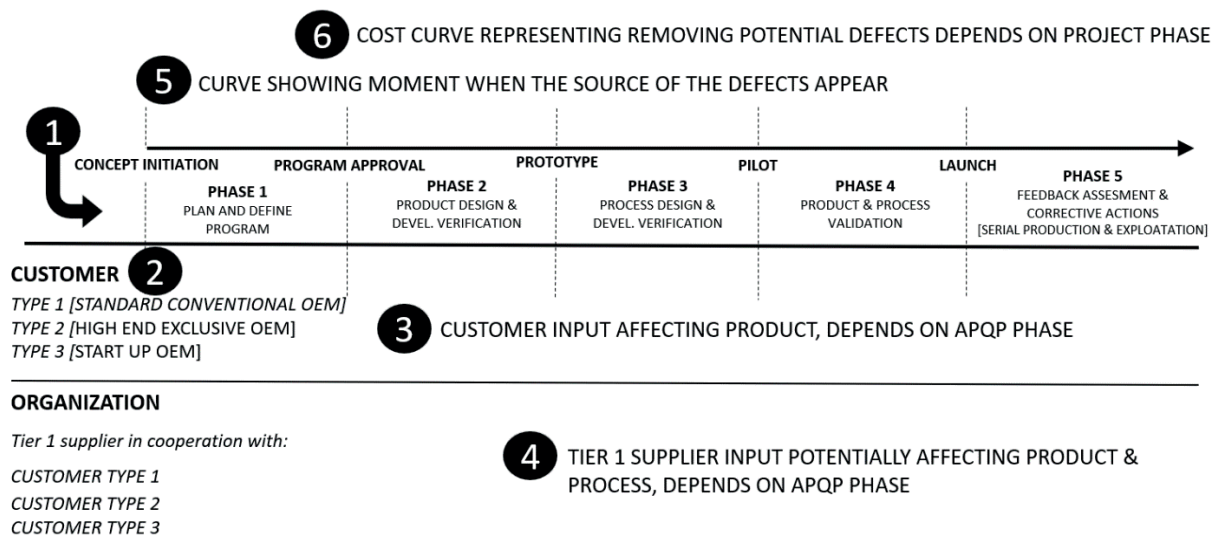 6 COST CURVE REPRESENTING REMOVING POTENTIAL DEFECTS DEPENDS ON PROJECT PHASE
5 CURVE SHOWING MOMENT WHEN THE SOURCE OF THE DEFECTS APPEAR
1
CONCEPT INITIATION
PROGRAM APPROVAL
PROTOTYPE
PILOT
LAUNCH
PHASE 1
PLAN AND DEFINE
PROGRAM
PHASE 2
PRODUCT DESIGN &
DEVEL. VERIFICATION
PHASE 3
PROCESS DESIGN &
DEVEL. VERIFICATION
PHASE 4
PRODUCT & PROCESS
VALIDATION
PHASE 5
FEEDBACK ASSESMENT &
CORRECTIVE ACTIONS
[SERIAL PRODUCTION & EXPLOATATION]
CUSTOMER 2
TYPE 1 [STANDARD CONVENTIONAL OEM]
TYPE 2 [HIGH END EXCLUSIVE OEM]
TYPE 3 [START UP OEM]
3 CUSTOMER INPUT AFFECTING PRODUCT, DEPENDS ON APQP PHASE
ORGANIZATION
Tier 1 supplier in cooperation with:
CUSTOMER TYPE 1
CUSTOMER TYPE 2
CUSTOMER TYPE 3
4 TIER 1 SUPPLIER INPUT POTENTIALLY AFFECTING PRODUCT &
PROCESS, DEPENDS ON APQP PHASE